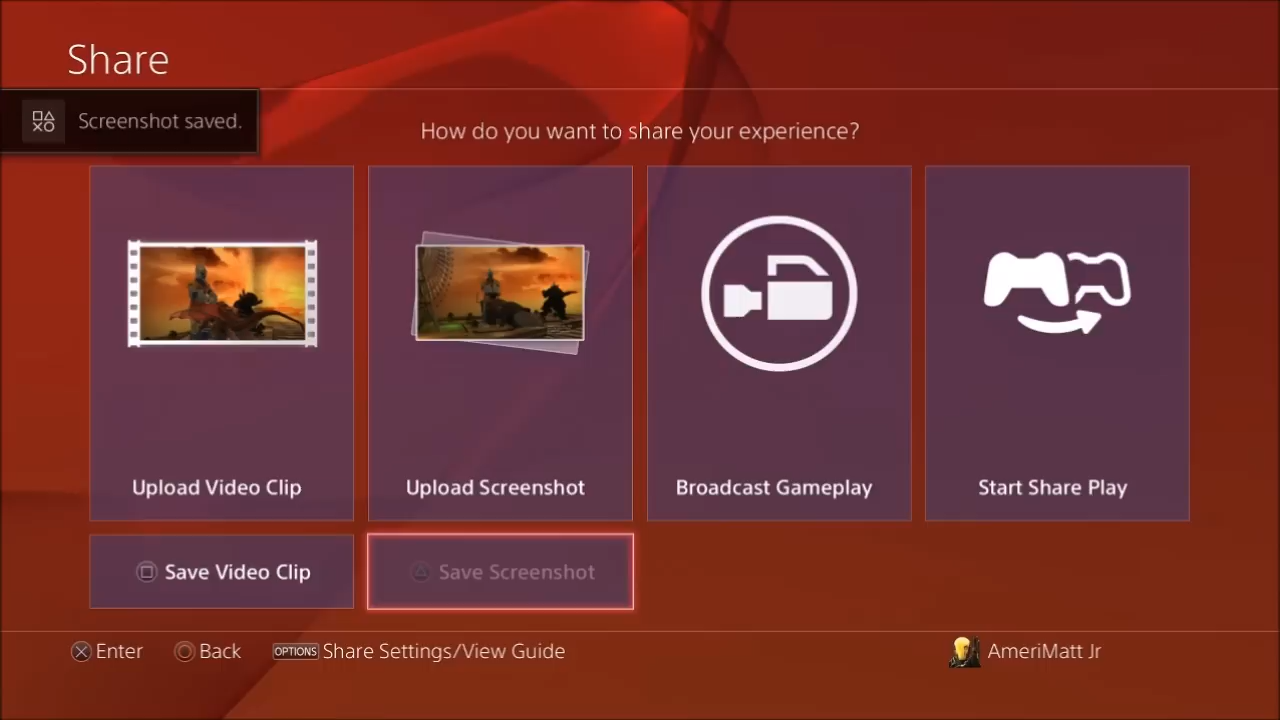 Share
Screenshot saved.
How do you want to share your experience?
Upload Video Clip
Upload Screenshot
Broadcast Gameplay
Start Share Play
Save Video Clip
Save Screenshot
Enter
Back
OPTIONS Share Settings/View Guide
AmeriMatt Jr